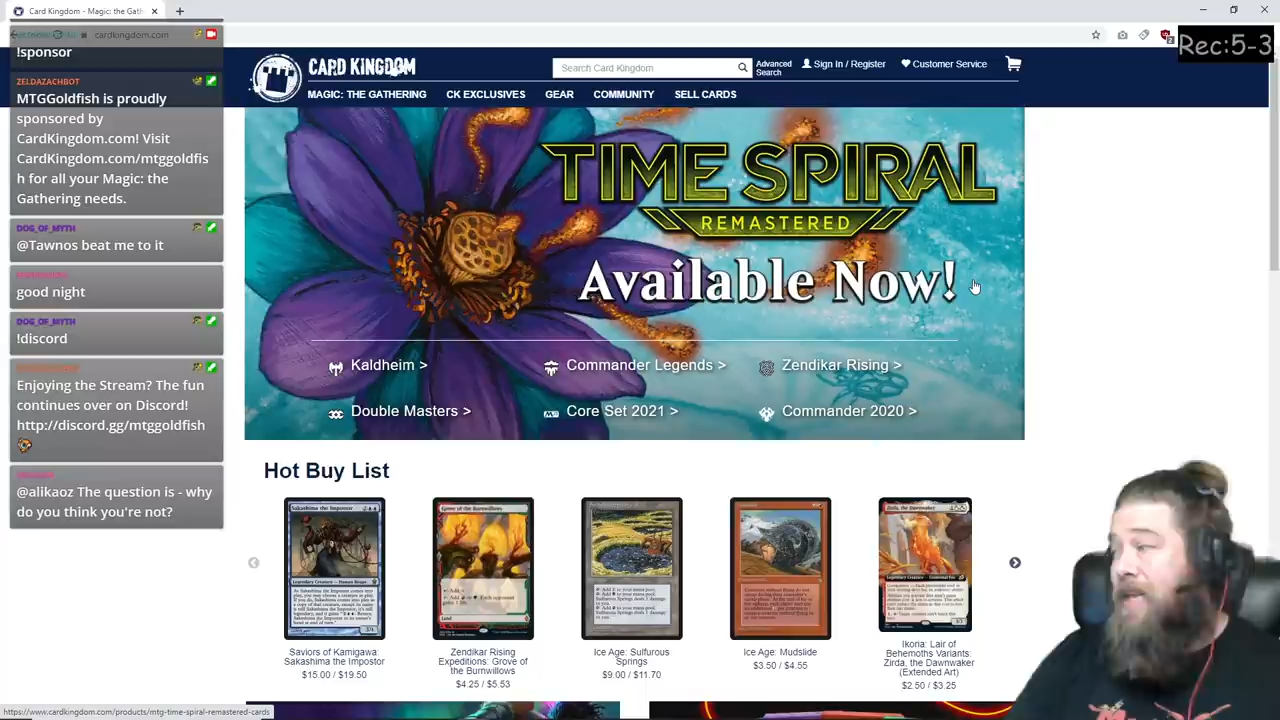 Card Kingdom - Magic: the Gath
cardkingdom.com
Rec:5-3
!sponsor
ZELDAZACHBOT
MTGGoldfish is proudly
sponsored by
CardKingdom.com! Visit
CardKingdom.com/mtggoldfis
h for all your Magic: the
Gathering needs.
DOG_OF_MYTH
@Tawnos beat me to it
good night
DOG_OF_MYTH
!discord
Enjoying the Stream? The fun
continues over on Discord!
http://discord.gg/mtggoldfish
@alikaoz The question is - why
do you think you're not?
CARD KINGDOM
Search Card Kingdom
Advanced
Search
Sign In / Register
Customer Service
MAGIC: THE GATHERING
CK EXCLUSIVES
GEAR
COMMUNITY
SELL CARDS
TIME SPIRAL
REMASTERED
Available Now!
Kaldheim >
Commander Legends >
Zendikar Rising >
Double Masters >
Core Set 2021 >
Commander 2020 >
Hot Buy List
Sakashima the Impostor
Grove of the Burnwillows
Saviors of Kamigawa:
Sakashima the Impostor
$15.00 / $19.50
Zendikar Rising
Expeditions: Grove of
the Burnwillows
$4.25 / $5.53
Ice Age: Sulfurous
Springs
$9.00 / $11.70
Ice Age: Mudslide
$3.50 / $4.55
Ikoria: Lair of
Behemoths Variants:
Zirda, the Dawnwaker
(Extended Art)
$2.50 / $3.25
https://www.cardkingdom.com/products/mtg-time-spiral-remastered-cards